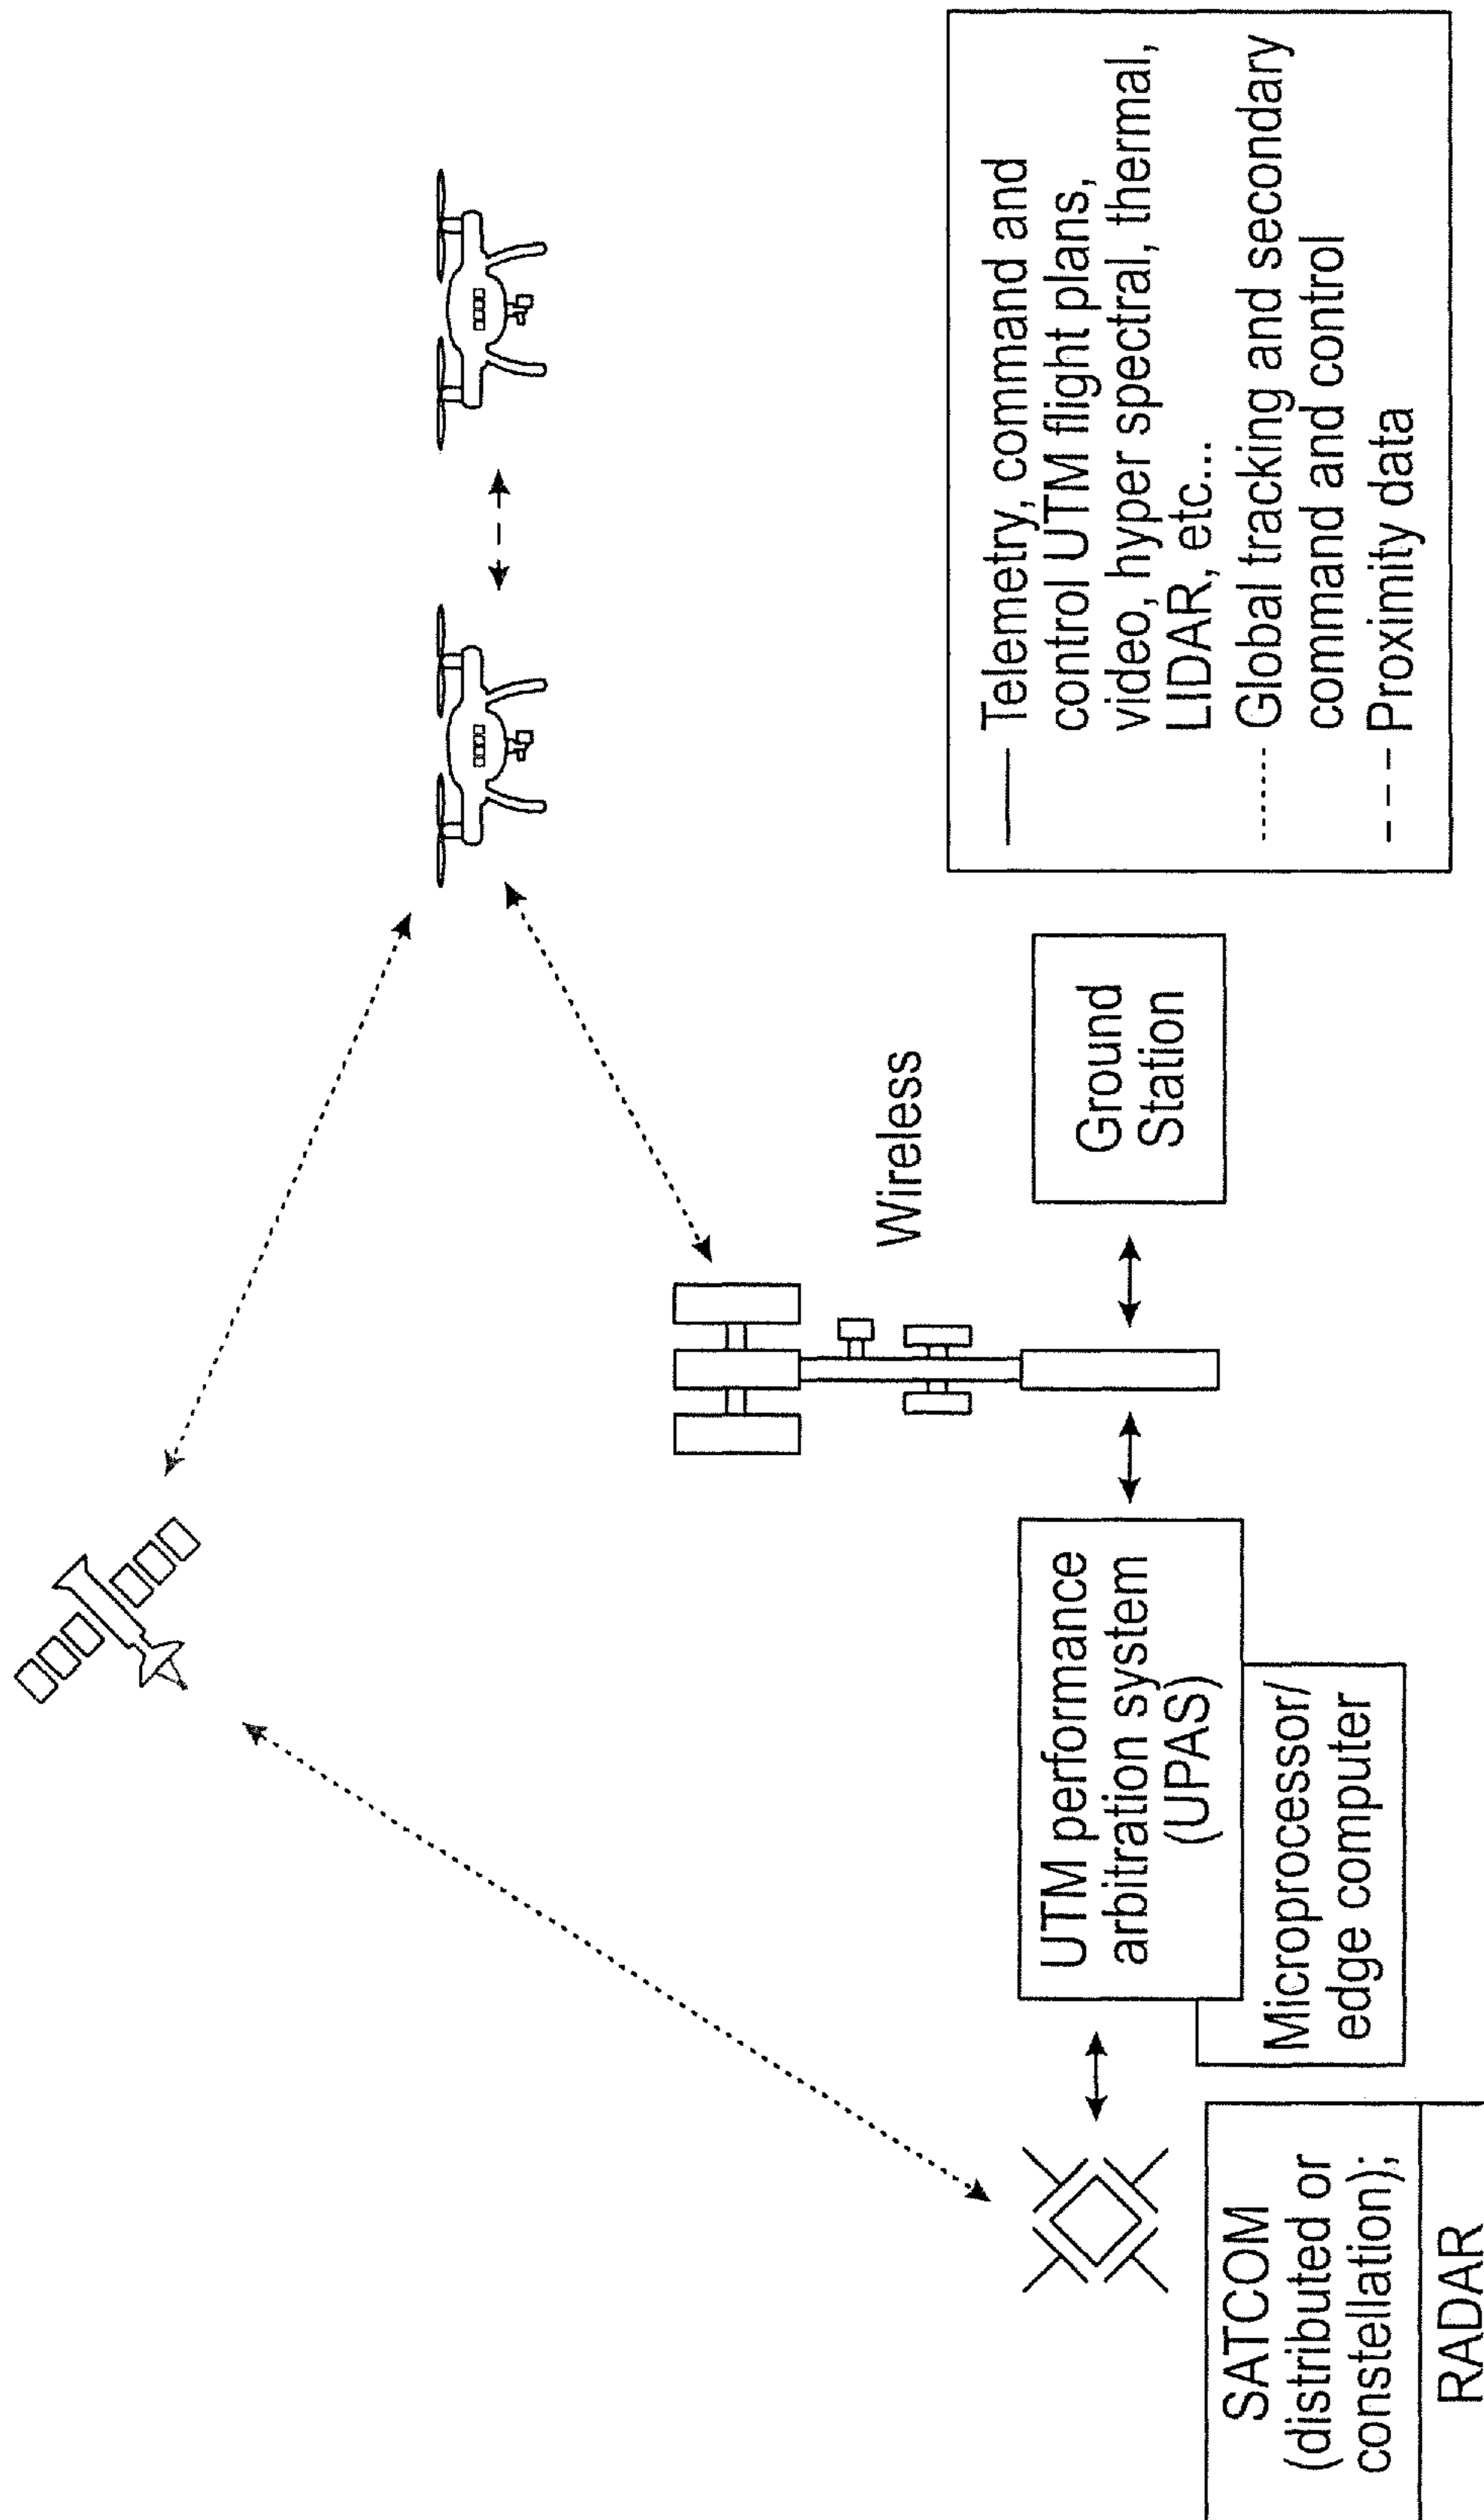 Wireless
Ground
Station
UTM performance
arbitration system
(UPAS)
Microprocessor/
edge computer
SATCOM
(distributed or
constellation);
RADAR
Telemetry, command and
control UTM flight plans,
video, hyper spectral, thermal,
LIDAR, etc...
Global tracking and secondary
command and control
Proximity data